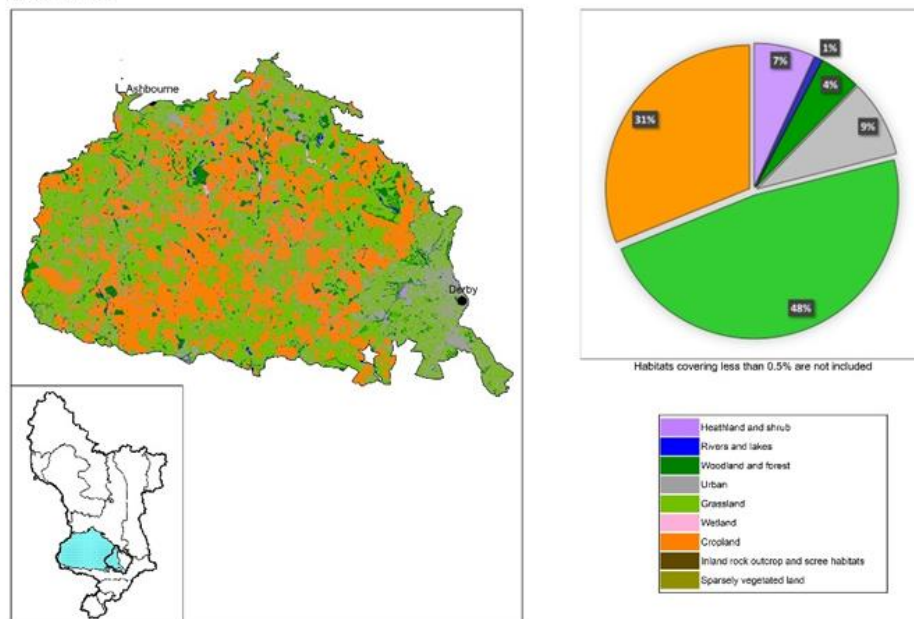 Ashbourne
Derby
7%
1%
4%
9%
48%
31%
Habitats covering less than 0.5% are not included
Heathland and shrub
Rivers and lakes
Woodland and forest
Urban
Grassland
Wetland
Cropland
Inland rock outcrop and scree habitats
Sparsely vegetated land